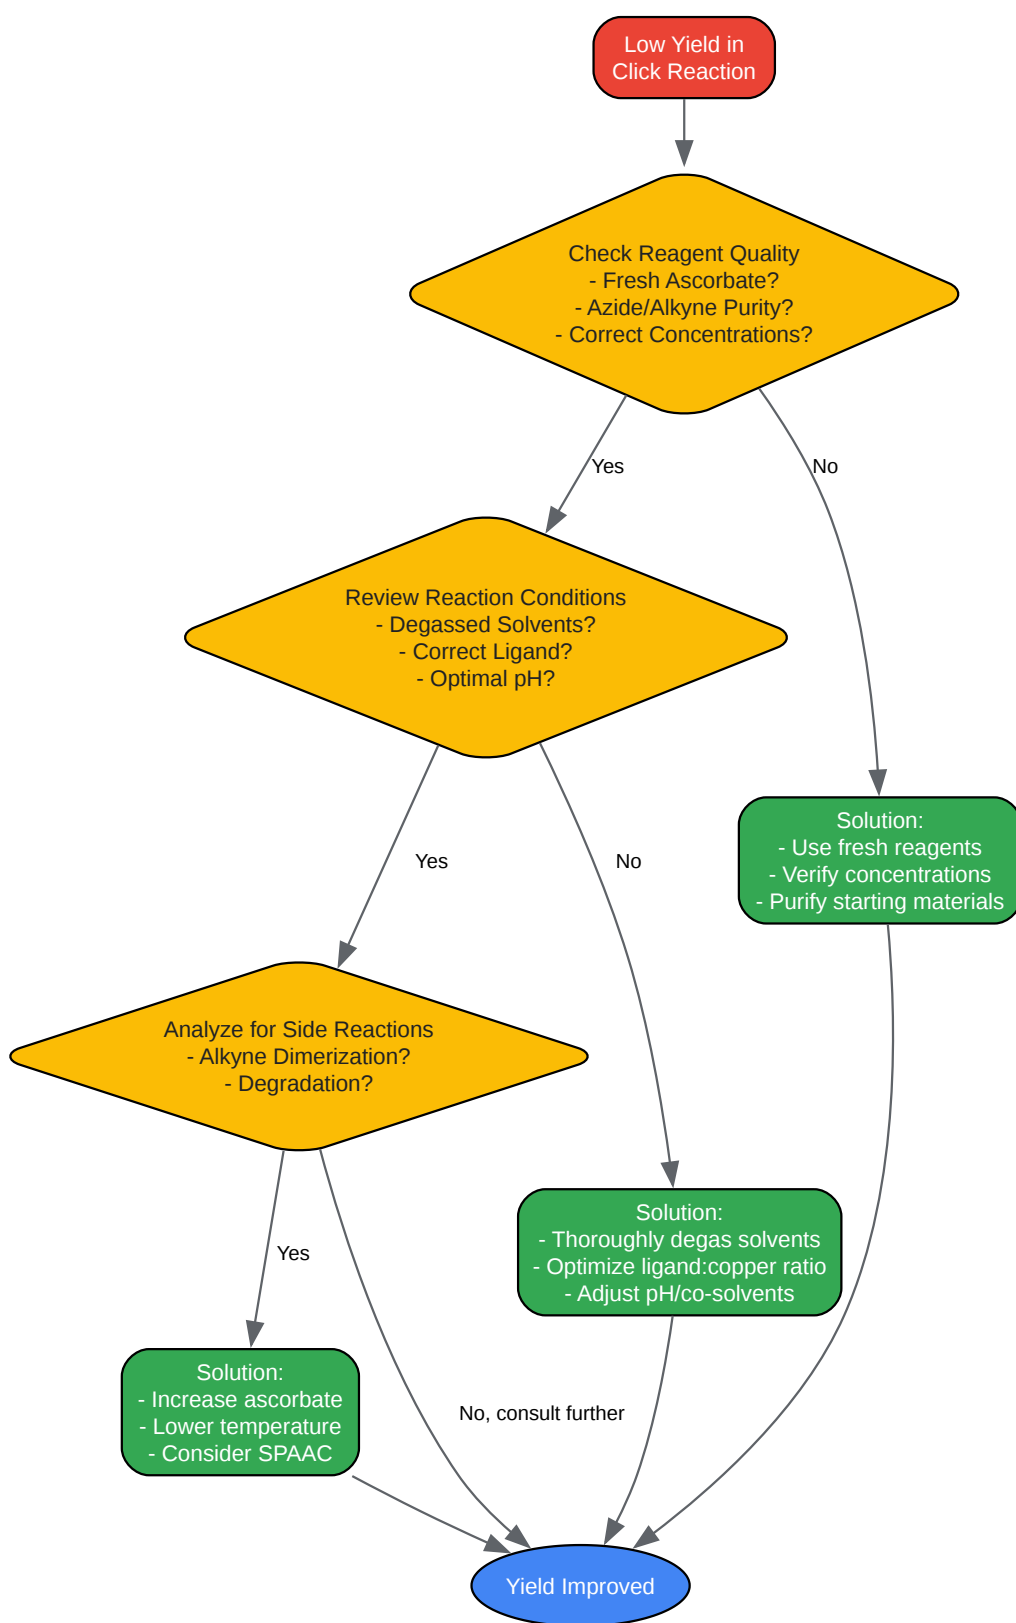 Low Yield in
Click Reaction
Check Reagent Quality
- Fresh Ascorbate?
- Azide/Alkyne Purity?
- Correct Concentrations?
Yes
No
Review Reaction Conditions
- Degassed Solvents?
- Correct Ligand?
- Optimal pH?
Solution:
- Use fresh reagents
- Verify concentrations
- Purify starting materials
Yes
No
Analyze for Side Reactions
- Alkyne Dimerization?
- Degradation?
Solution:
- Thoroughly degas solvents
- Optimize ligand:copper ratio
- Adjust pH/co-solvents
Yes
Solution:
- Increase ascorbate
- Lower temperature
- Consider SPAAC
No, consult further
Yield Improved